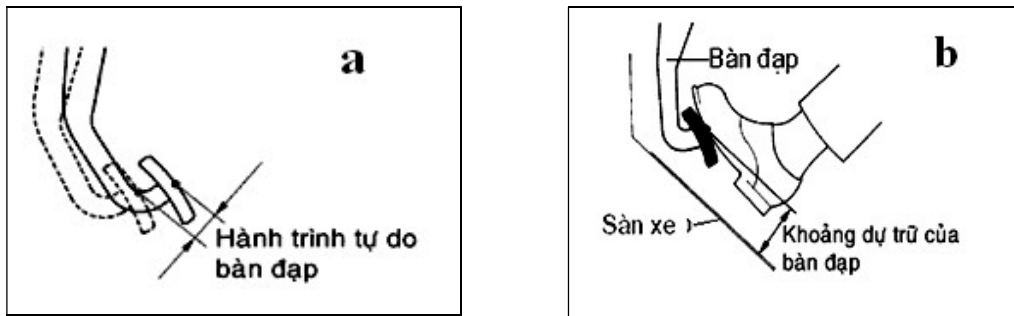 a
Hành trình tự do
bàn đạp
b
Bàn đạp
Sàn xe
Khoảng dự trữ của
bàn đạp